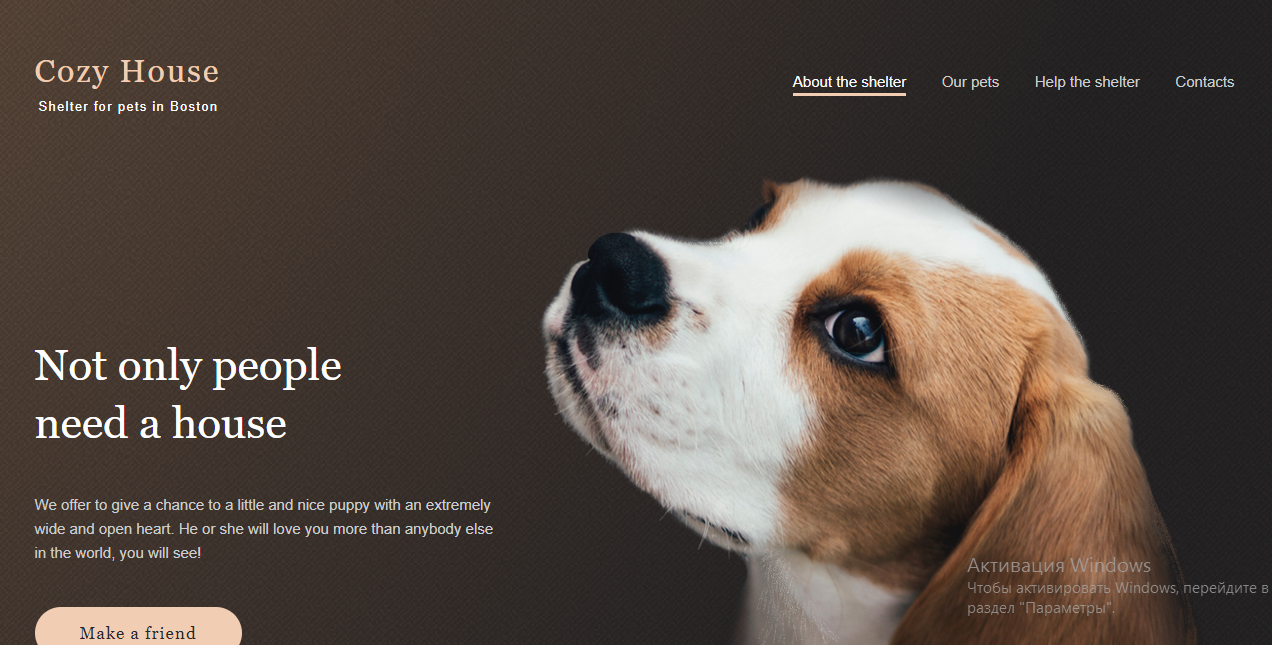 Cozy House
Shelter for pets in Boston
About the shelter
Our pets
Help the shelter
Contacts
Not only people
need a house
We offer to give a chance to a little and nice puppy with an extremely
wide and open heart. He or she will love you more than anybody else
in the world, you will see!
Make a friend
Активация Windows
Чтобы активировать Windows, перейдите в
раздел "Параметры".